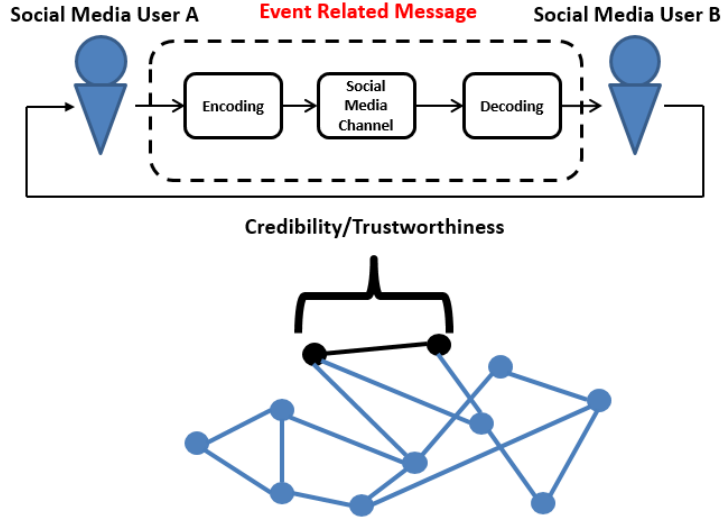 Social Media User A
Event Related Message
Social Media User B
Encoding
Social
Media
Channel
Decoding
Credibility/Trustworthiness